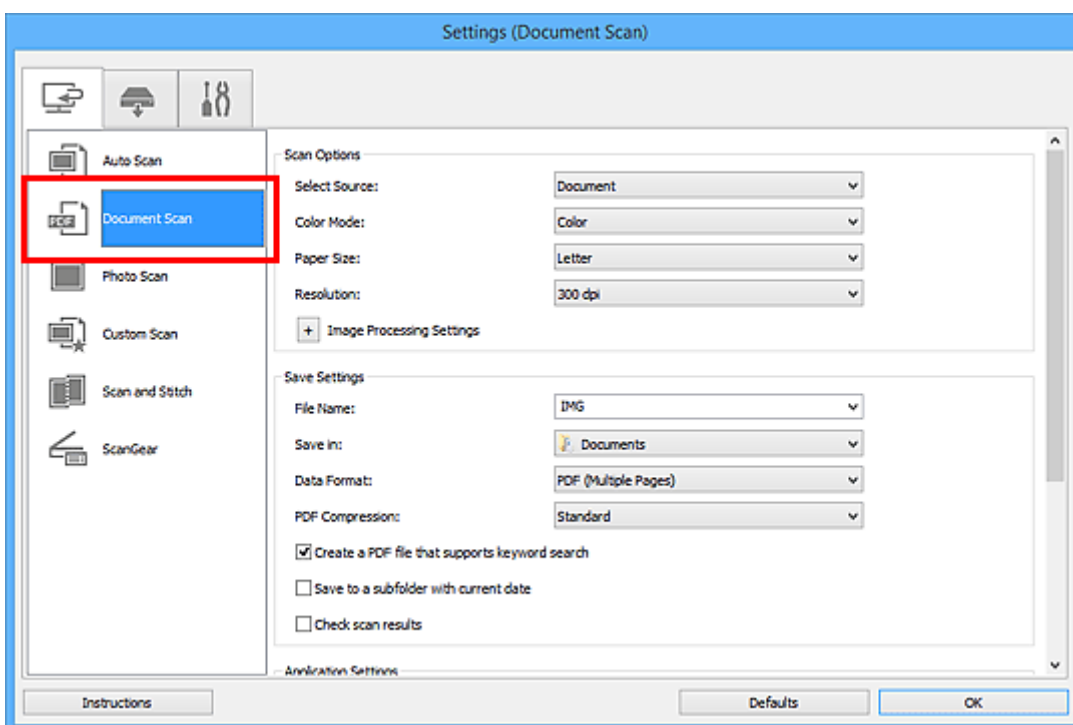 Settings (Document Scan)
Auto Scan
PDF
Document Scan
Photo Scan
Custom Scan
Scan and Stitch
ScanGear
Scan Options
Select Source: Document
Color Mode: Color
Paper Size: Letter
Resolution: 300 dpi
+ Image Processing Settings
Save Settings
File Name: IMG
Save in: Documents
Data Format: PDF (Multiple Pages)
PDF Compression: Standard
Create a PDF file that supports keyword search
Save to a subfolder with current date
Check scan results
Application Settings
Instructions Defaults OK